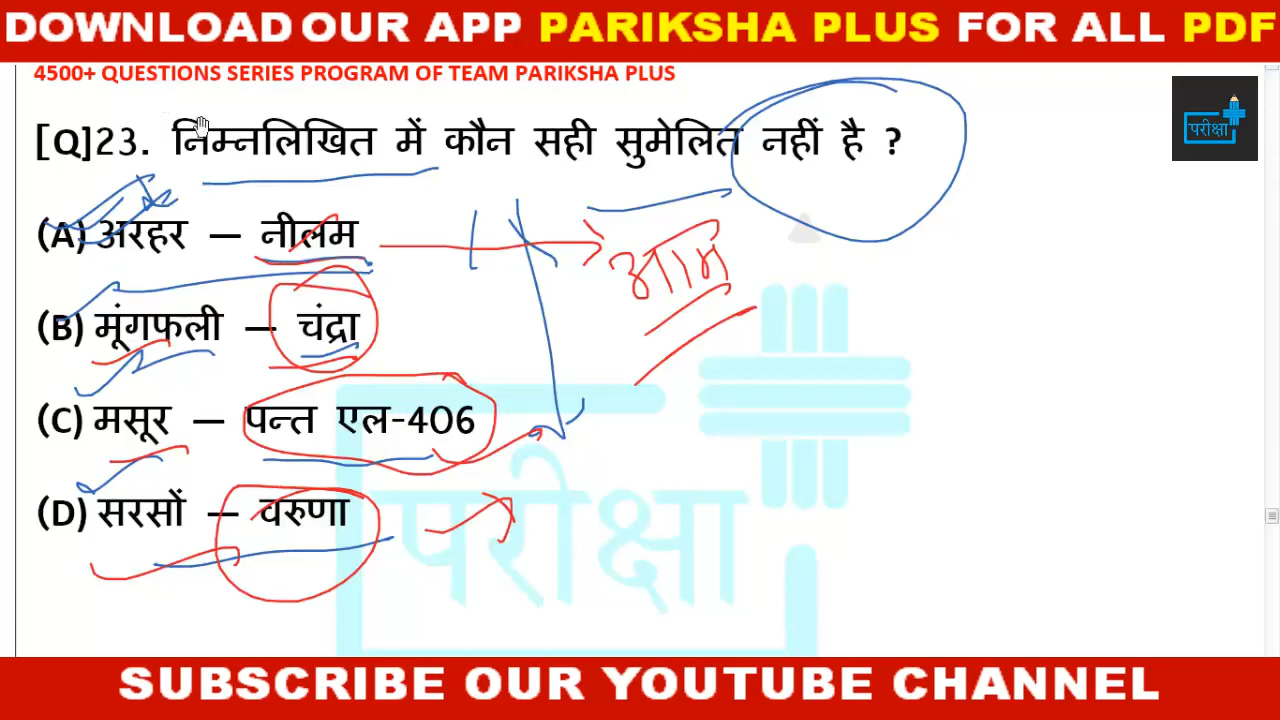 DOWNLOAD OUR APP PARIKSHA PLUS FOR ALL PDF
4500+ QUESTIONS SERIES PROGRAM OF TEAM PARIKSHA PLUS
परीक्षा
[Q]23. निम्नलिखित में कौन सही सुमेलित नहीं है ?
(A) अरहर — नीलम
आम
(B) मूंगफली — चंद्रा
(C) मसूर — पन्त एल-406
(D) सरसों — वरुणा
परीक्षा
SUBSCRIBE OUR YOUTUBE CHANNEL